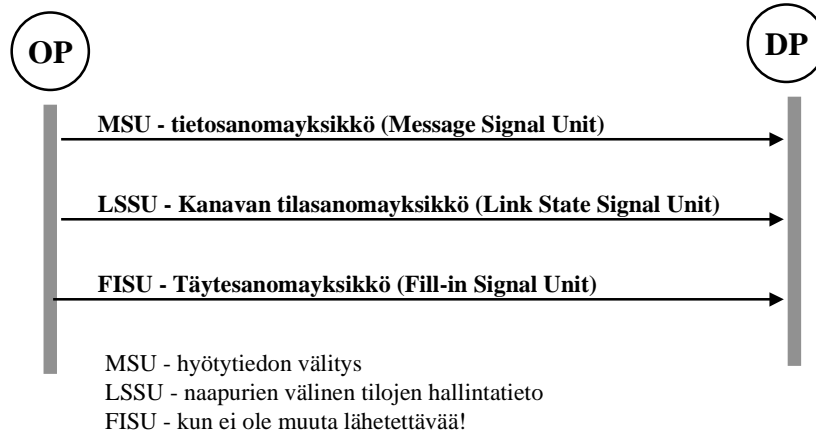 OP
DP
MSU - tietosanomayksikkö (Message Signal Unit)
LSSU - Kanavan tilasanomayksikkö (Link State Signal Unit)
FISU - Täytesanomayksikkö (Fill-in Signal Unit)
MSU - hyötytiedon välitys
LSSU - naapurien välinen tilojen hallintatieto
FISU - kun ei ole muuta lähetettävää!